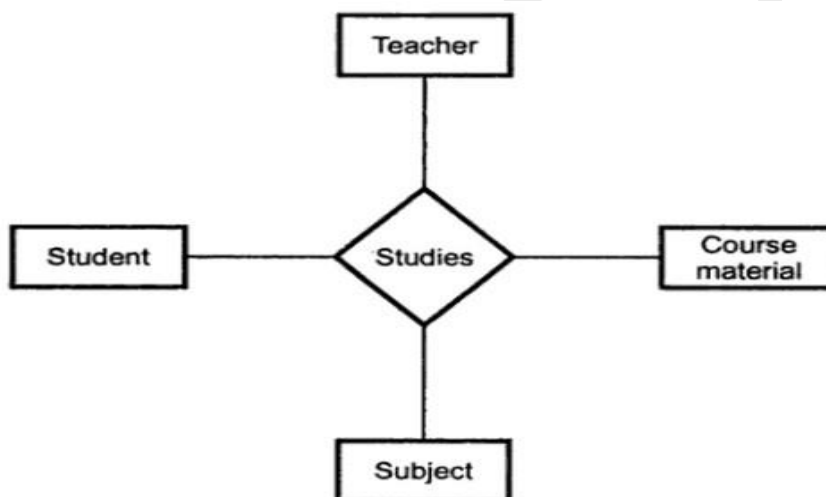 Teacher
Student
Studies
Course
material
Subject